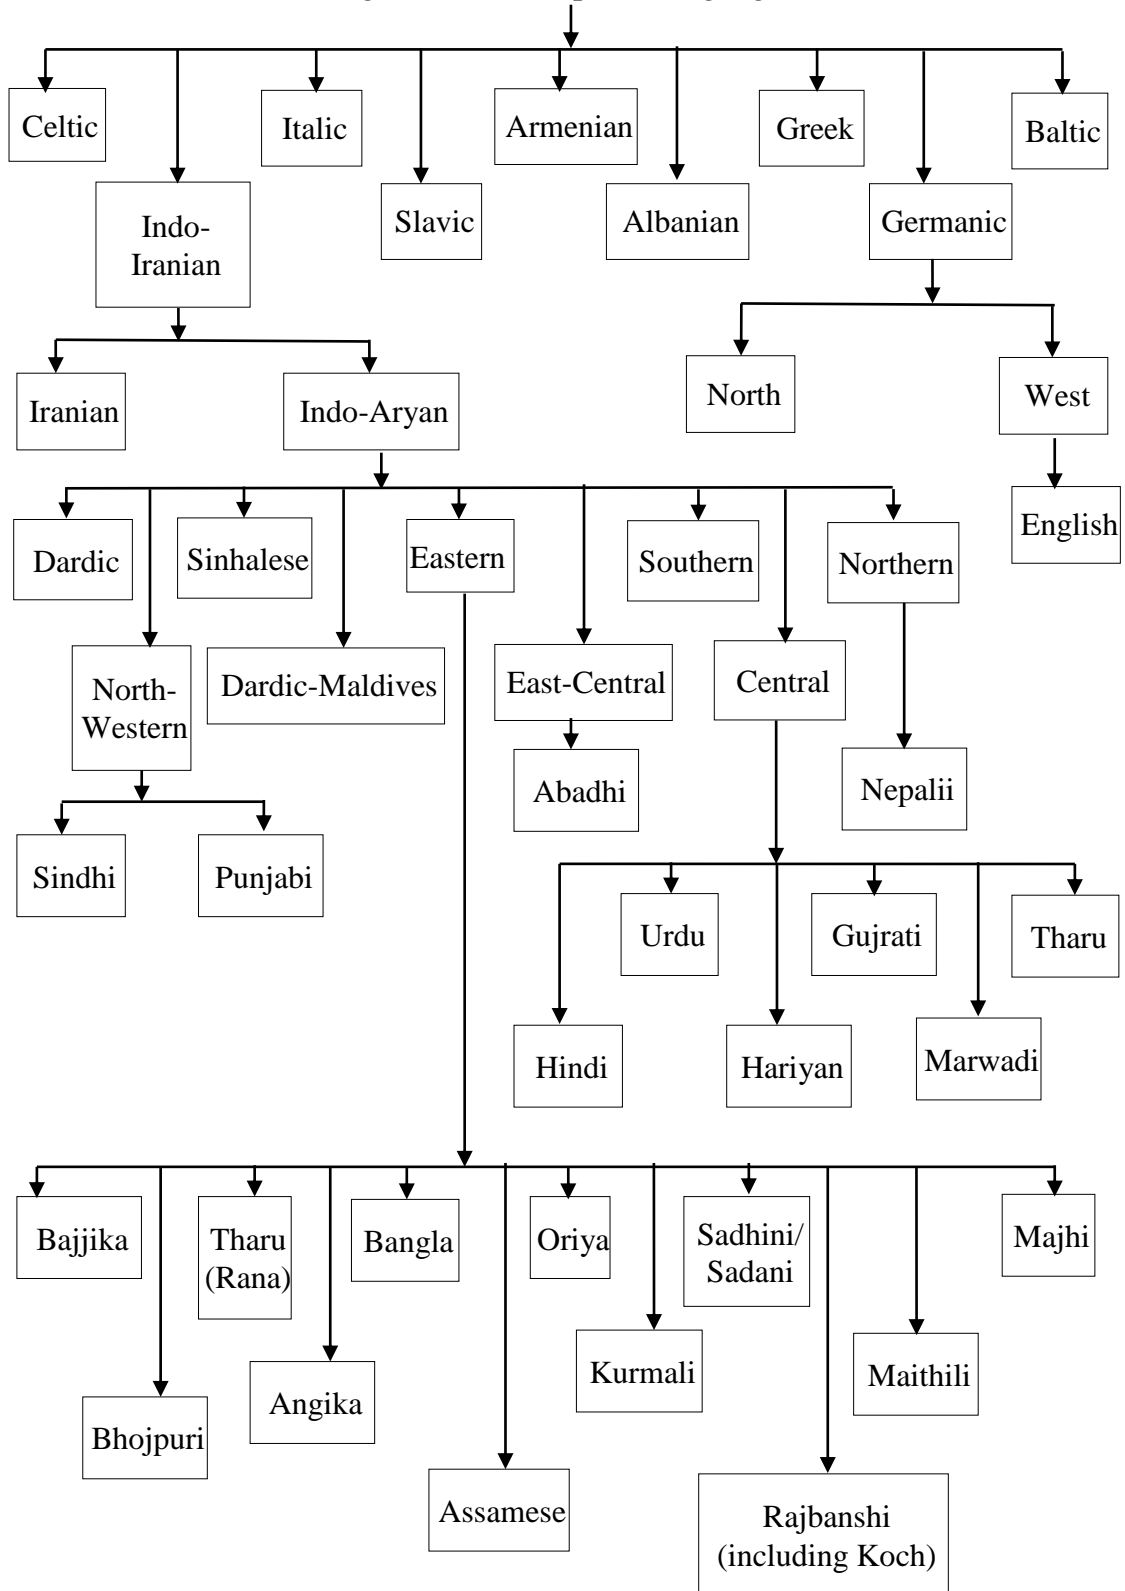 Celtic
Italic
Armenian
Greek
Baltic
Indo-
Iranian
Slavic
Albanian
Germanic
Iranian
Indo-Aryan
North
West
Dardic
Sinhalese
Eastern
Southern
Northern
English
North-
Western
Dardic-Maldives
East-Central
Central
Abadhi
Nepalii
Sindhi
Punjabi
Urdu
Gujrati
Tharu
Hindi
Hariyan
Marwadi
Bajjika
Tharu
(Rana)
Bangla
Oriya
Sadhini/
Sadani
Majhi
Bhojpuri
Angika
Kurmali
Maithili
Assamese
Rajbanshi
(including Koch)